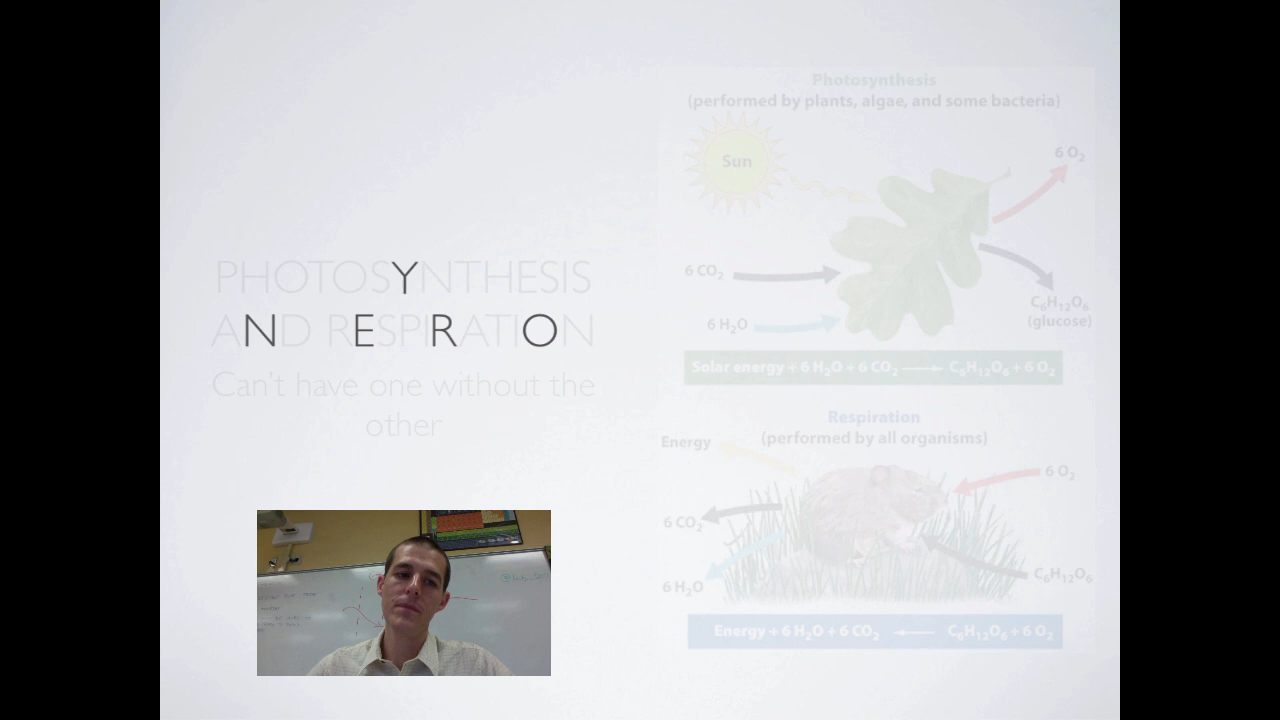 PHOTOSYNTHESIS
AND RESPIRATION
Can't have one without the
other
Photosynthesis
(performed by plants, algae, and some bacteria)
Sun
6 O₂
6 CO₂
C₆H₁₂O₆
(glucose)
6 H₂O
Solar energy + 6 H₂O + 6 CO₂ → C₆H₁₂O₆ + 6 O₂
Respiration
(performed by all organisms)
Energy
6 O₂
6 CO₂
C₆H₁₂O₆
6 H₂O
Energy + 6 H₂O + 6 CO₂ ← C₆H₁₂O₆ + 6 O₂